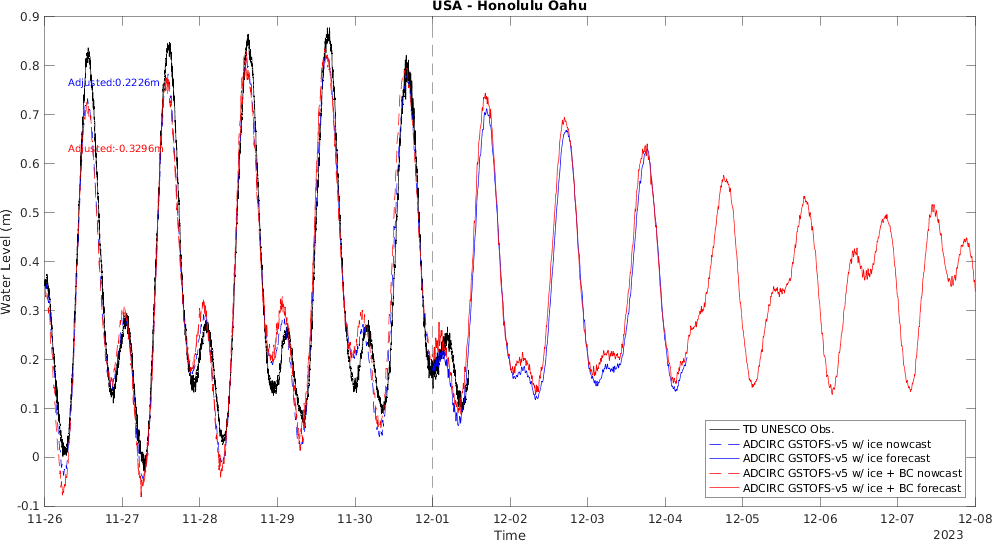 USA - Honolulu Oahu
0.9
0.8
0.7
0.6
0.5
0.4
0.3
0.2
0.1
0
-0.1
Water Level (m)
Adjusted:0.2226m
Adjusted:-0.3296m
TD UNESCO Obs.
ADCIRC GSTOFS-v5 w/ ice nowcast
ADCIRC GSTOFS-v5 w/ ice forecast
ADCIRC GSTOFS-v5 w/ ice + BC nowcast
ADCIRC GSTOFS-v5 w/ ice + BC forecast
11-26 11-27 11-28 11-29 11-30 12-01 12-02 12-03 12-04 12-05 12-06 12-07 12-08
Time
2023